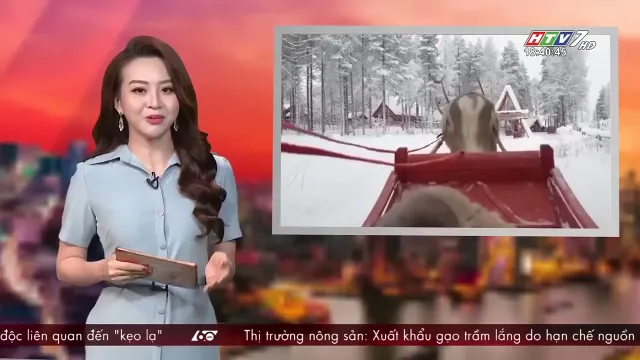 HTV7 HD
18:40:45
độc liên quan đến "kẹo lạ" 60 Thị trường nông sản: Xuất khẩu gạo trầm lắng do hạn chế nguồn